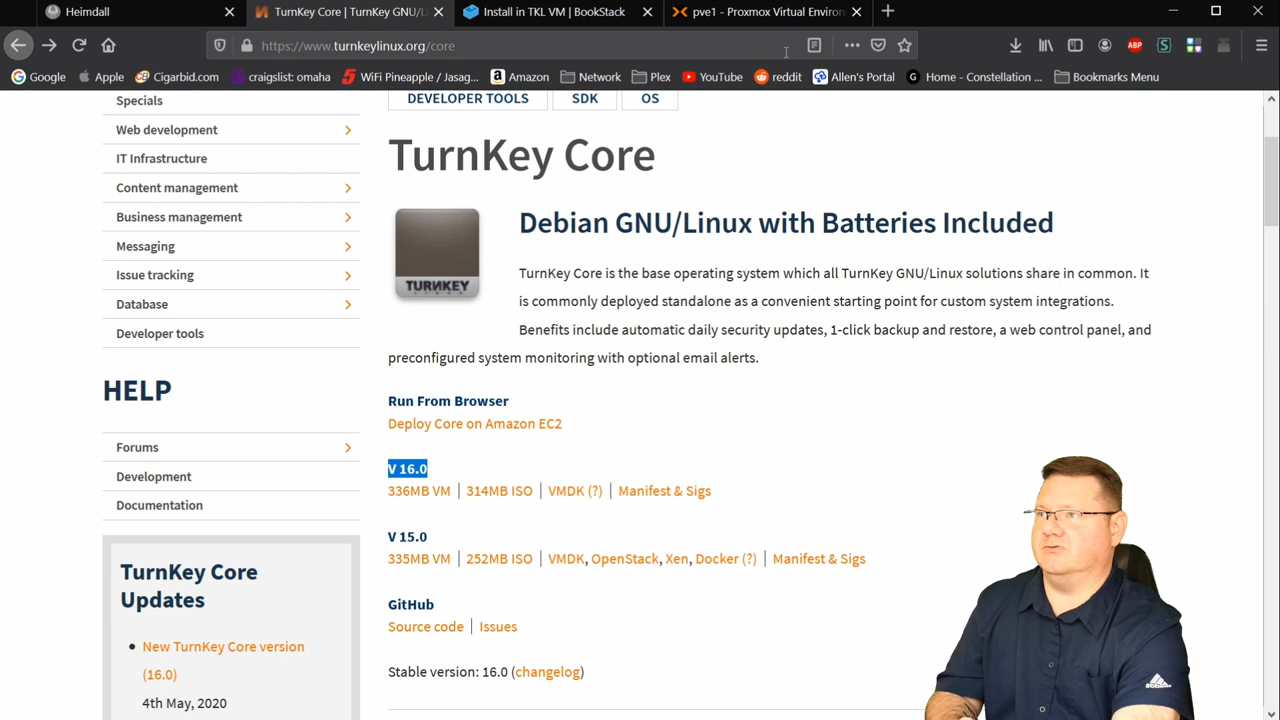 Heimdall
TurnKey Core | TurnKey GNU/L
Install in TKL VM | BookStack
pve1 - Proxmox Virtual Environ
https://www.turnkeylinux.org/core
Google
Apple
Cigarbid.com
craigslist: omaha
WiFi Pineapple / Jasag...
Amazon
Network
Plex
YouTube
reddit
Allen's Portal
Home - Constellation ...
Bookmarks Menu
Specials
Web development
IT Infrastructure
Content management
Business management
Messaging
Issue tracking
Database
Developer tools
HELP
Forums
Development
Documentation
TurnKey Core
Updates
New TurnKey Core version
(16.0)
4th May, 2020
DEVELOPER TOOLS
SDK
OS
TurnKey Core
TURNKEY
Debian GNU/Linux with Batteries Included
TurnKey Core is the base operating system which all TurnKey GNU/Linux solutions share in common. It
is commonly deployed standalone as a convenient starting point for custom system integrations.
Benefits include automatic daily security updates, 1-click backup and restore, a web control panel, and
preconfigured system monitoring with optional email alerts.
Run From Browser
Deploy Core on Amazon EC2
V 16.0
336MB VM | 314MB ISO | VMDK (?) | Manifest & Sigs
V 15.0
335MB VM | 252MB ISO | VMDK, OpenStack, Xen, Docker (?) | Manifest & Sigs
GitHub
Source code | Issues
Stable version: 16.0 (changelog)